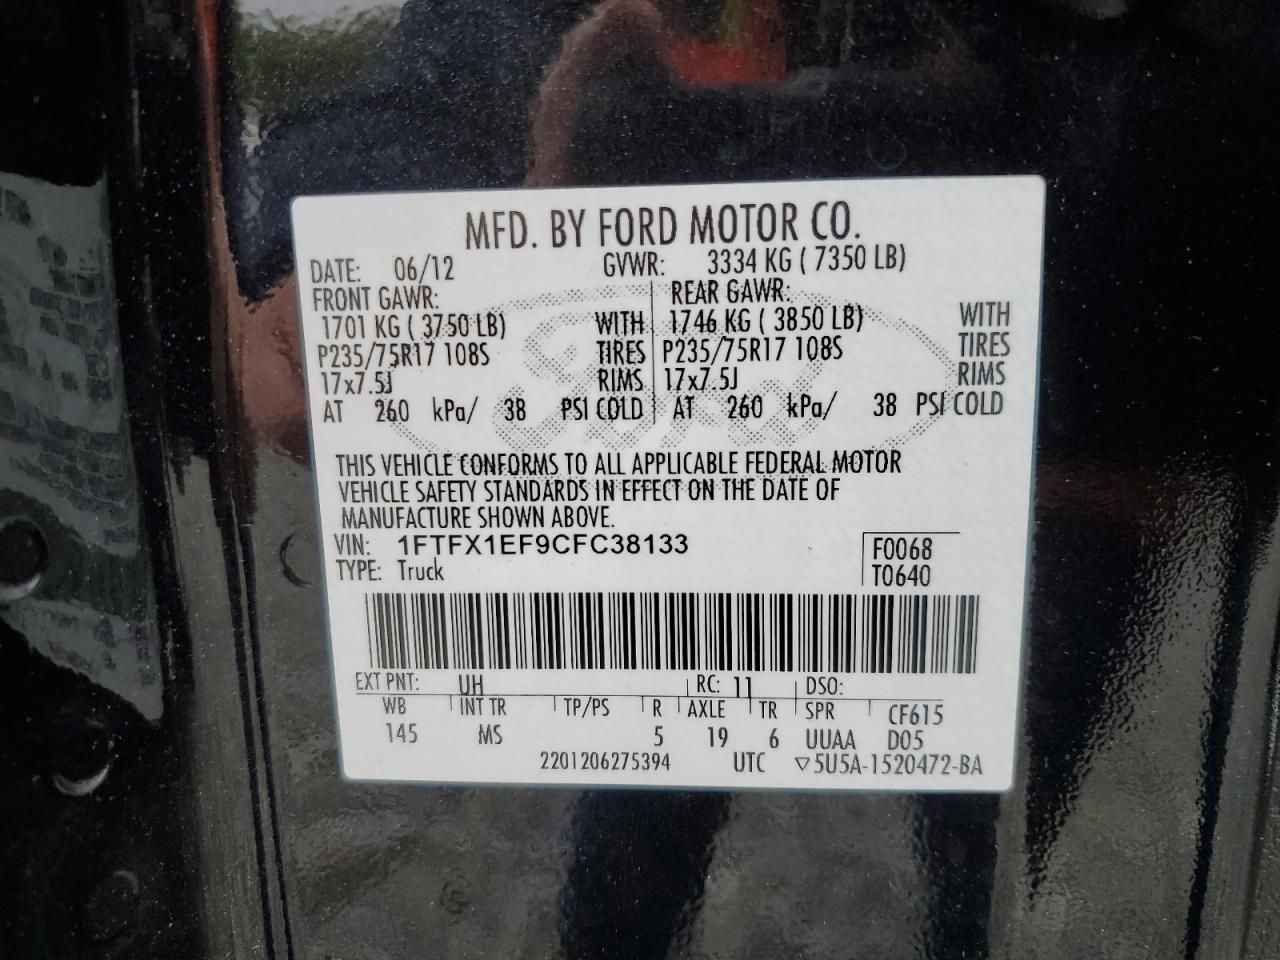 MFD. BY FORD MOTOR CO.
DATE: 06/12 GVWR: 3334 KG ( 7350 LB)
FRONT GAWR: REAR GAWR:
1701 KG ( 3750 LB) WITH 1746 KG ( 3850 LB) WITH
P235/75R17 108S TIRES P235/75R17 108S TIRES
17x7.5J RIMS 17x7.5J RIMS
AT 260 kPa/ 38 PSI COLD AT 260 kPa/ 38 PSI COLD
Ford
THIS VEHICLE CONFORMS TO ALL APPLICABLE FEDERAL MOTOR
VEHICLE SAFETY STANDARDS IN EFFECT ON THE DATE OF
MANUFACTURE SHOWN ABOVE.
VIN: 1FTFX1EF9CFC38133 F0068
TYPE: Truck T0640
EXT PNT: UH RC: 11 DSO:
WB INT TR TP/PS R AXLE TR SPR CF615
145 MS 5 19 6 UUAA D05
2201206275394 UTC ▽5U5A-1520472-BA